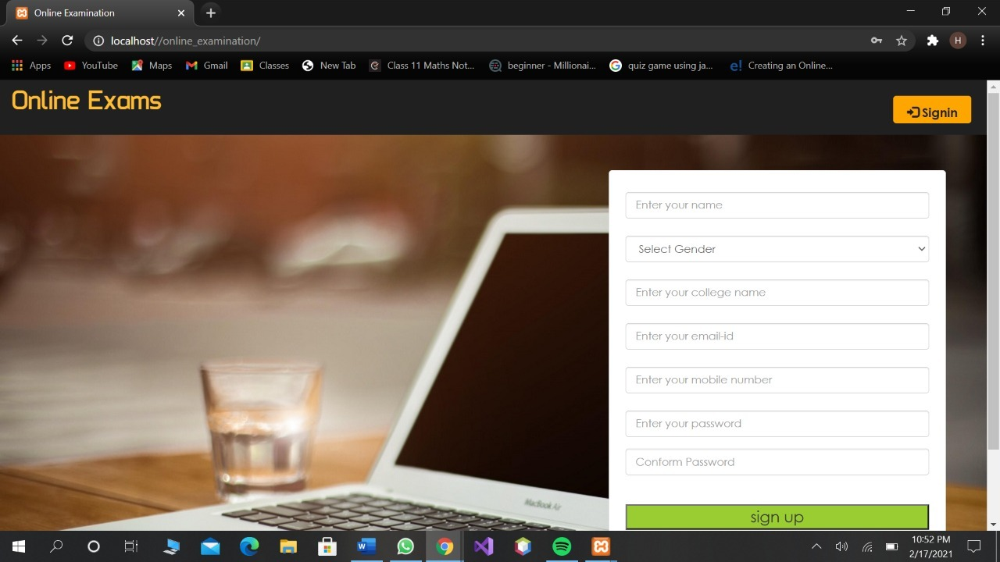 Online Examination
localhost//online_examination/
H
Apps YouTube Maps Gmail Classes New Tab Class 11 Maths Not... beginner - Millionai... quiz game using ja... Creating an Online...
Online Exams
Signin
Enter your name
Select Gender
Enter your college name
Enter your email-id
Enter your mobile number
Enter your password
Conform Password
sign up
MacBook Air
10:52 PM
2/17/2021